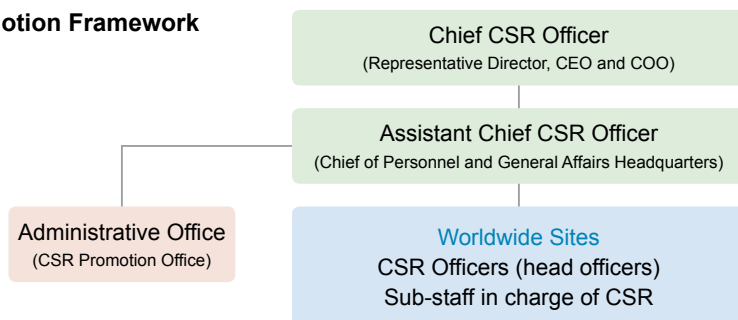 otion Framework
Chief CSR Officer
(Representative Director, CEO and COO)
Assistant Chief CSR Officer
(Chief of Personnel and General Affairs Headquarters)
Administrative Office
(CSR Promotion Office)
Worldwide Sites
CSR Officers (head officers)
Sub-staff in charge of CSR